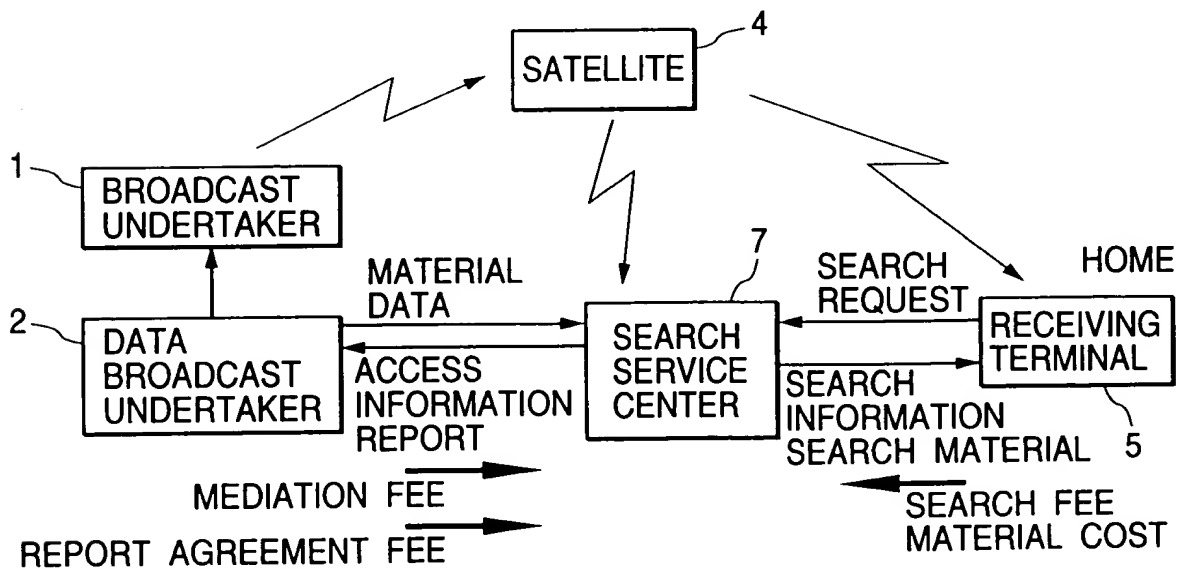 4
SATELLITE
1
BROADCAST
UNDERTAKER
2
DATA
BROADCAST
UNDERTAKER
MATERIAL
DATA
ACCESS
INFORMATION
REPORT
7
SEARCH
SERVICE
CENTER
SEARCH
REQUEST
HOME
RECEIVING
TERMINAL
5
SEARCH
INFORMATION
SEARCH MATERIAL
MEDIATION FEE
REPORT AGREEMENT FEE
SEARCH FEE
MATERIAL COST